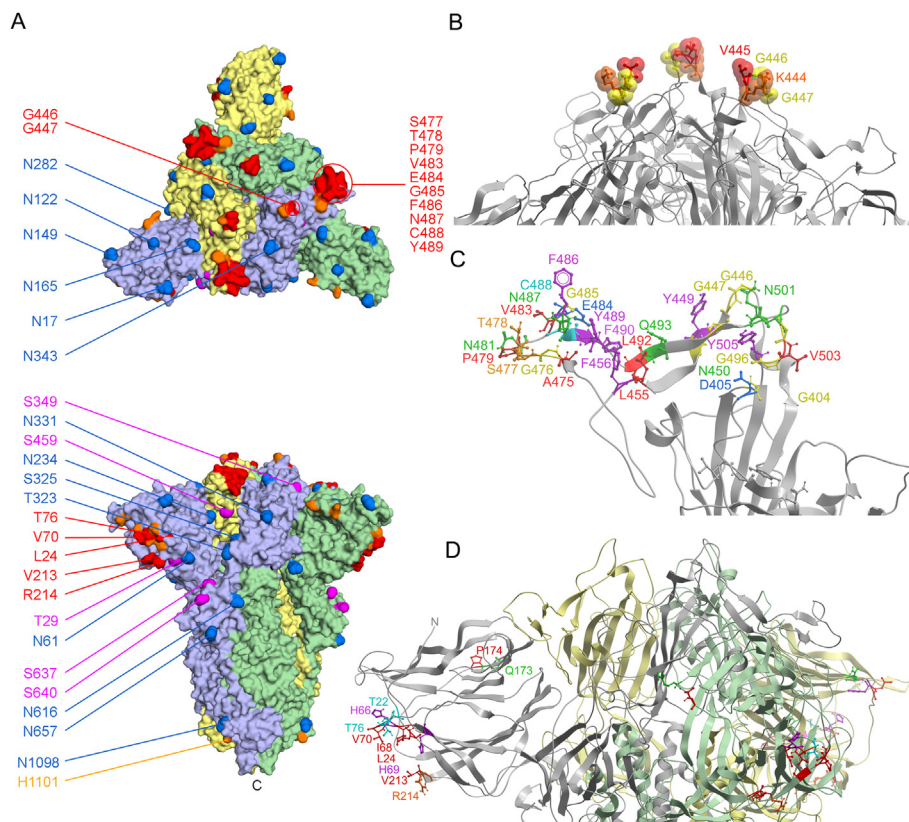 A
G446
G447
N282
N122
N149
N165
N17
N343
S477
T478
P479
V483
E484
G485
F486
N487
C488
Y489
S349
N331
S459
N234
S325
T323
T76
V70
L24
V213
R214
T29
N61
S637
S640
N616
N657
N1098
H1101
C
B
V445
G446
K444
G447
C
F486
C488
G485
N487
E484
V483
Y489
T478
F490
N481
L492
P479
S477
G476
F456
A475
L455
Q493
Y449
G447
G446
N501
Y505
G496
V503
N450
D405
G404
D
N
P174
Q173
H66
T22
T76
V70
I68
L24
H69
V213
R214